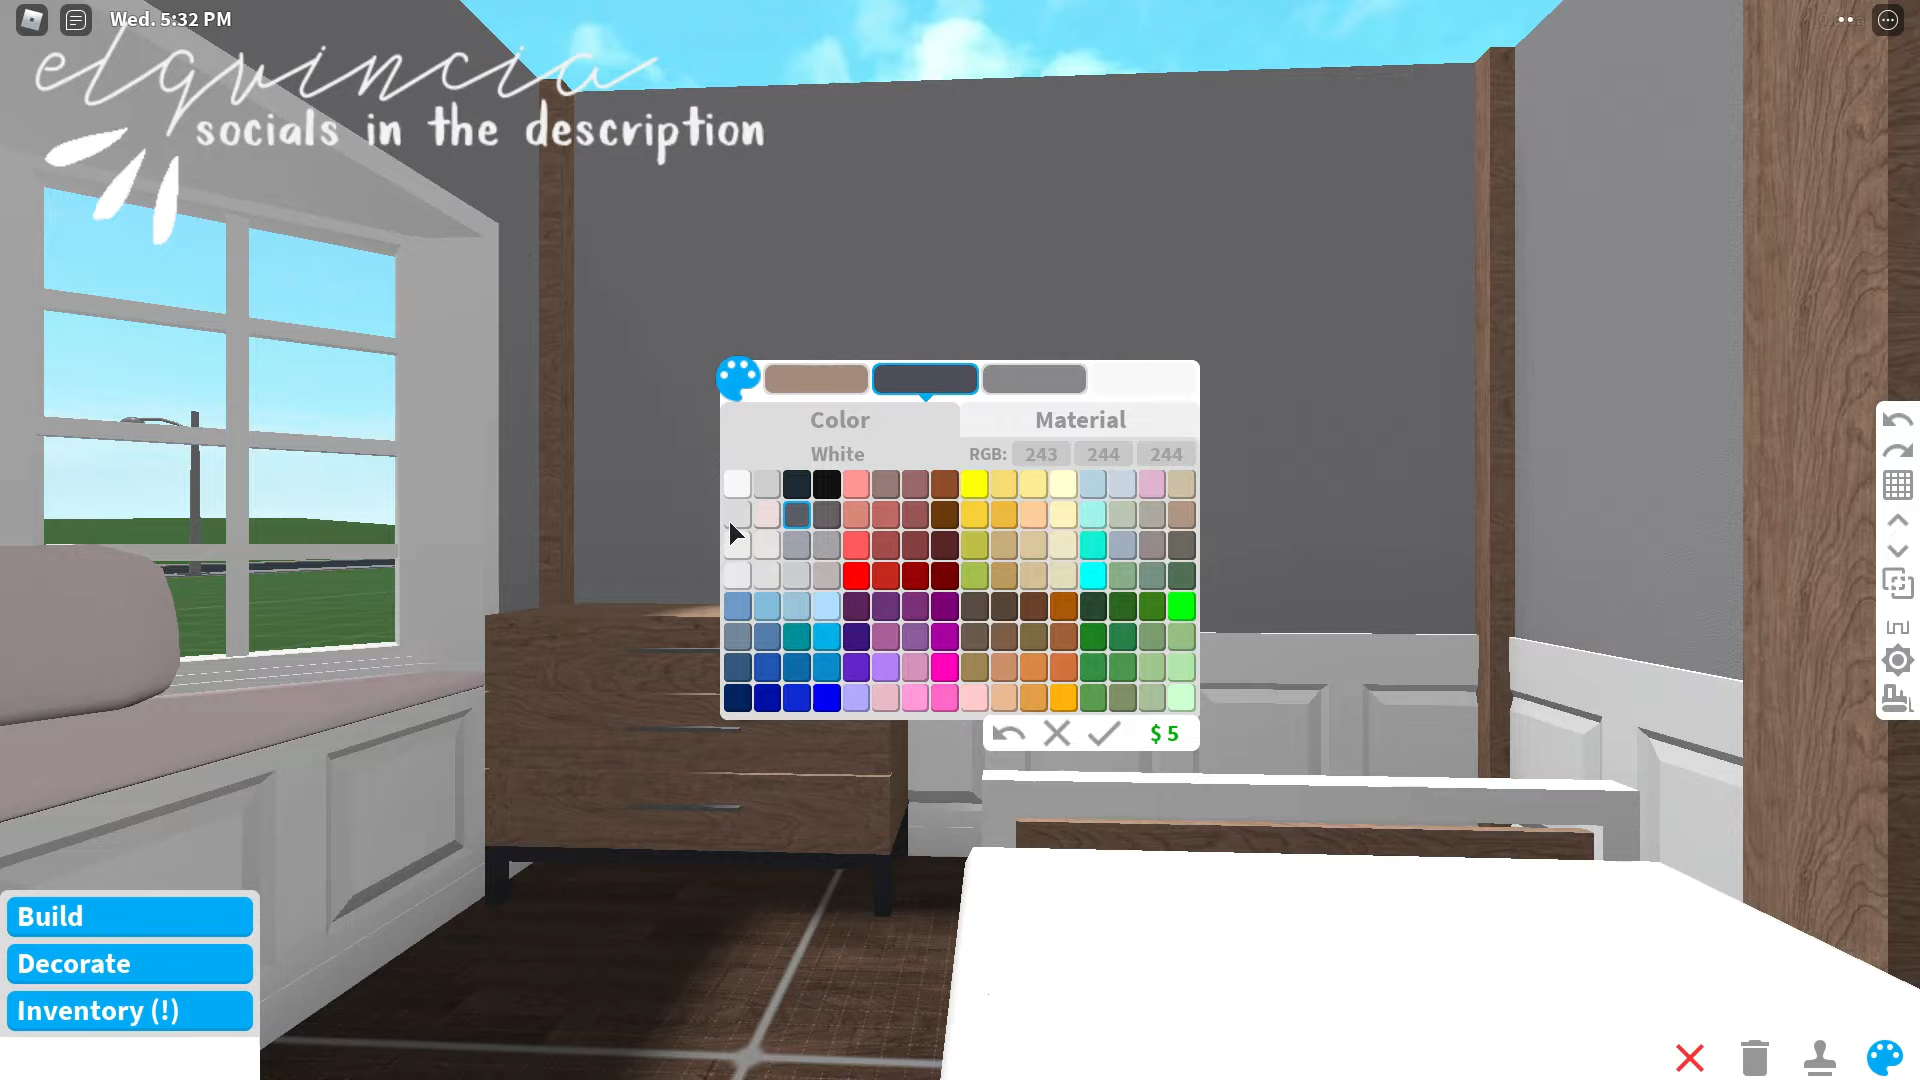 Wed. 5:32 PM
elquincia
socials in the description
Color
Material
White
RGB: 243 244 244
$ 5
Build
Decorate
Inventory (!)